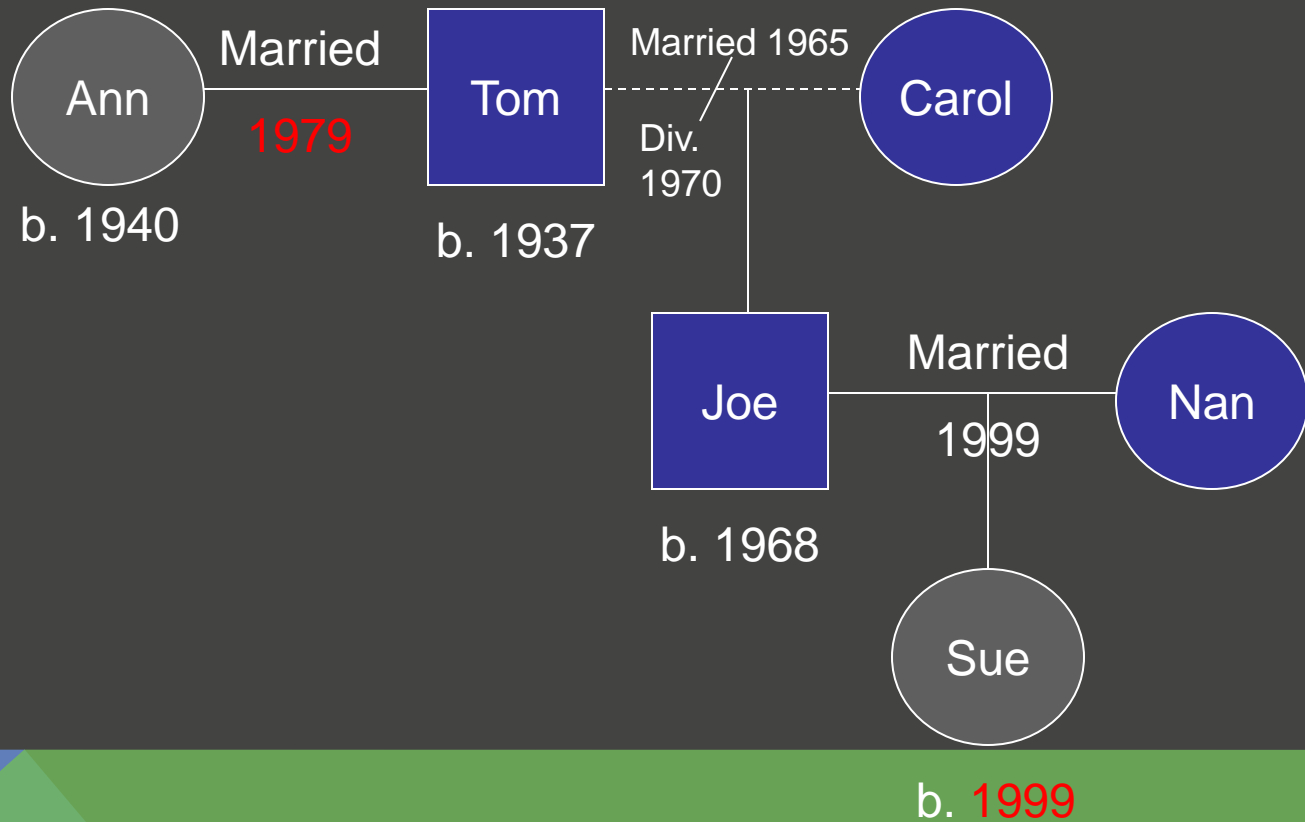 Ann
Married
1979
b. 1940
Tom
b. 1937
Married 1965
Div.
1970
Carol
Joe
b. 1968
Married
1999
Nan
Sue
b. 1999